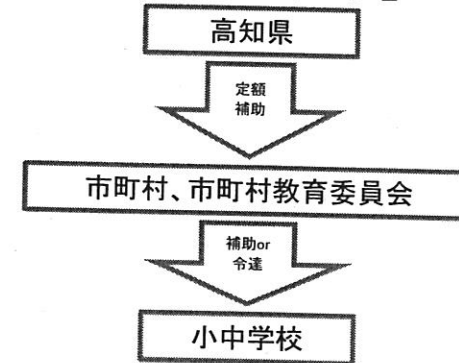 高知県
定額
補助
市町村、市町村教育委員会
補助or
令達
小中学校